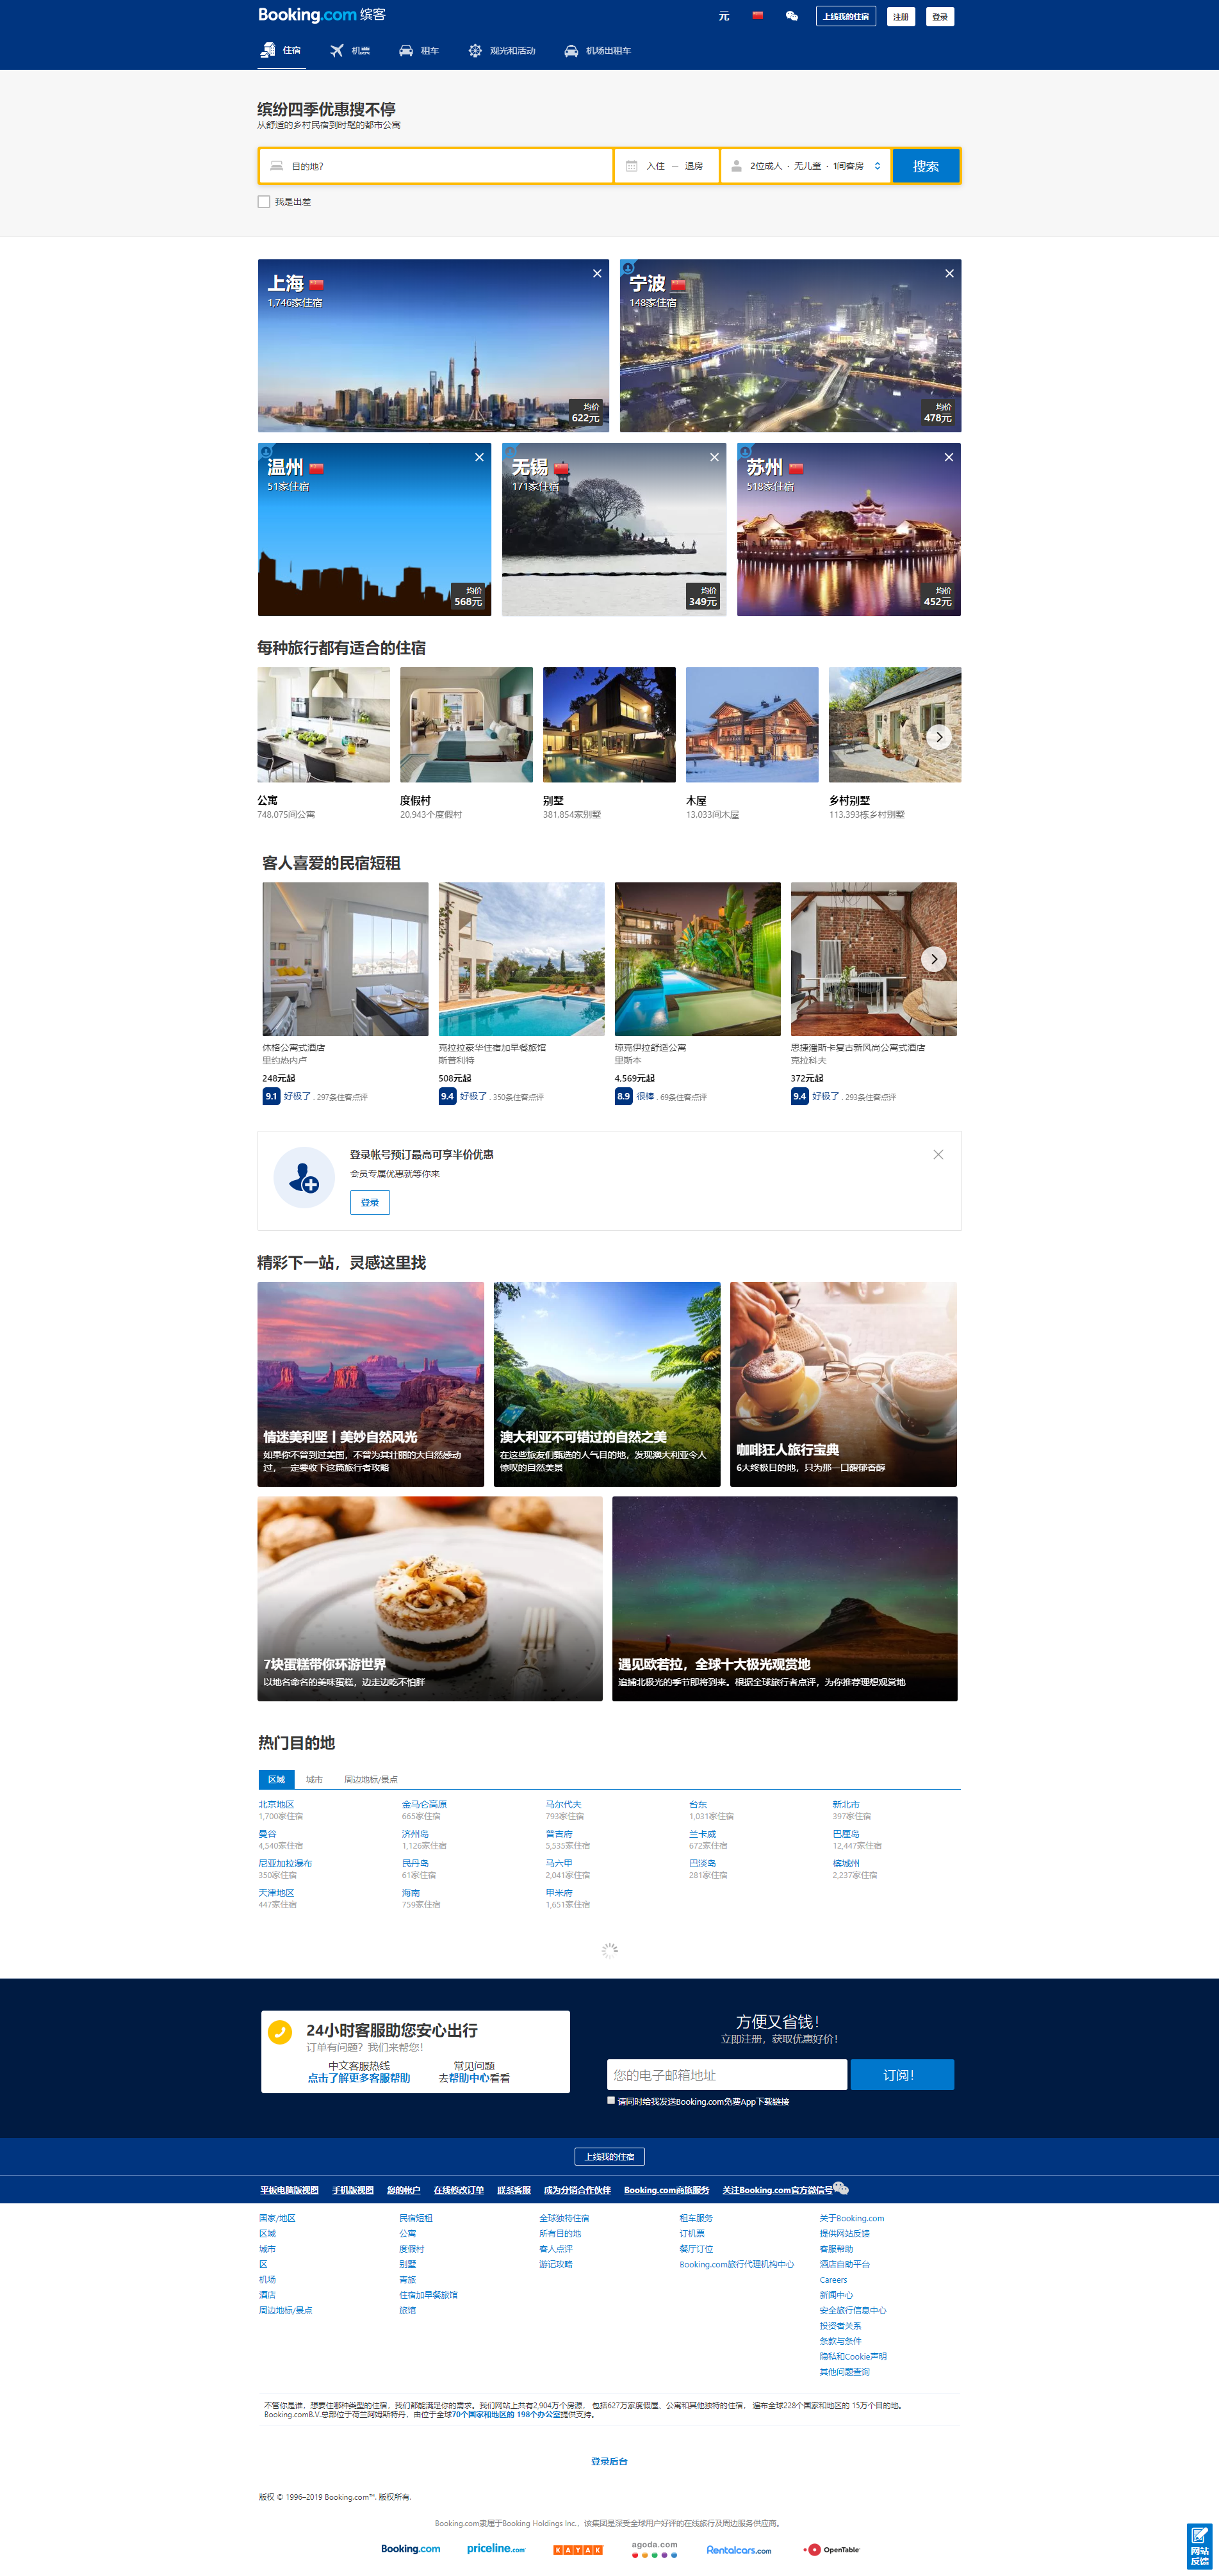 Booking.com 缤客
元
上线我的住宿
注册
登录
住宿
机票
租车
观光和活动
机场出租车
缤纷四季优惠搜不停
从舒适的乡村民宿到时髦的都市公寓
目的地?
入住 — 退房
2位成人 · 无儿童 · 1间客房
搜索
我是出差
上海
1,746家住宿
均价
622元
宁波
148家住宿
均价
478元
温州
51家住宿
均价
568元
无锡
171家住宿
均价
349元
苏州
518家住宿
均价
452元
每种旅行都有适合的住宿
公寓
748,075间公寓
度假村
20,943个度假村
别墅
381,854家别墅
木屋
13,033间木屋
乡村别墅
113,393栋乡村别墅
客人喜爱的民宿短租
休格公寓式酒店
里约热内卢
248元起
9.1 好极了 . 297条住客点评
克拉拉豪华住宿加早餐旅馆
斯普利特
508元起
9.4 好极了 . 350条住客点评
琼克伊拉舒适公寓
里斯本
4,569元起
8.9 很棒 . 69条住客点评
思捷潘斯卡复古新风尚公寓式酒店
克拉科夫
372元起
9.4 好极了 . 293条住客点评
登录帐号预订最高可享半价优惠
会员专属优惠就等你来
登录
精彩下一站，灵感这里找
情迷美利坚丨美妙自然风光
如果你不曾到过美国，不曾为其壮丽的大自然感动
过，一定要收下这篇旅行者攻略
澳大利亚不可错过的自然之美
在这些旅友们甄选的人气目的地，发现澳大利亚令人
惊叹的自然美景
咖啡狂人旅行宝典
6大终极目的地，只为那一口馥郁香醇
7块蛋糕带你环游世界
以地名命名的美味蛋糕，边走边吃不怕胖
遇见欧若拉，全球十大极光观赏地
追捕北极光的季节即将到来。根据全球旅行者点评，为你推荐理想观赏地
热门目的地
区域 城市 周边地标/景点
北京地区 金马仑高原 马尔代夫 台东 新北市
1,700家住宿 665家住宿 793家住宿 1,031家住宿 397家住宿
曼谷 济州岛 普吉府 兰卡威 巴厘岛
4,540家住宿 1,126家住宿 5,535家住宿 672家住宿 12,447家住宿
尼亚加拉瀑布 民丹岛 马六甲 巴淡岛 槟城州
350家住宿 61家住宿 2,041家住宿 281家住宿 2,237家住宿
天津地区 海南 甲米府
447家住宿 759家住宿 1,651家住宿
24小时客服助您安心出行
订单有问题？我们来帮您！
中文客服热线 常见问题
点击了解更多客服帮助 去帮助中心看看
方便又省钱！
立即注册，获取优惠好价！
您的电子邮箱地址
订阅！
请同时给我发送Booking.com免费App下载链接
上线我的住宿
平板电脑版视图 手机版视图 您的帐户 在线修改订单 联系客服 成为分销合作伙伴 Booking.com商旅服务 关注Booking.com官方微信号
国家/地区 民宿短租 全球独特住宿 租车服务 关于Booking.com
区域 公寓 所有目的地 订机票 提供网站反馈
城市 度假村 客人点评 餐厅订位 客服帮助
区 别墅 游记攻略 Booking.com旅行代理机构中心 酒店自助平台
机场 青旅 Careers
酒店 住宿加早餐旅馆 新闻中心
周边地标/景点 旅馆 安全旅行信息中心
投资者关系
条款与条件
隐私和Cookie声明
其他问题查询
不管你是谁，想要住哪种类型的住宿，我们都能满足你的需求。我们网站上共有2,904万个房源， 包括627万家度假屋、公寓和其他独特的住宿， 遍布全球228个国家和地区的 15万个目的地。
Booking.comB.V.总部位于荷兰阿姆斯特丹，由位于全球70个国家和地区的 198个办公室提供支持。
登录后台
版权 © 1996–2019 Booking.com™. 版权所有.
Booking.com隶属于Booking Holdings Inc.，该集团是深受全球用户好评的在线旅行及周边服务供应商。
Booking.com priceline.com KAYAK agoda.com Rentalcars.com OpenTable
网站
反馈